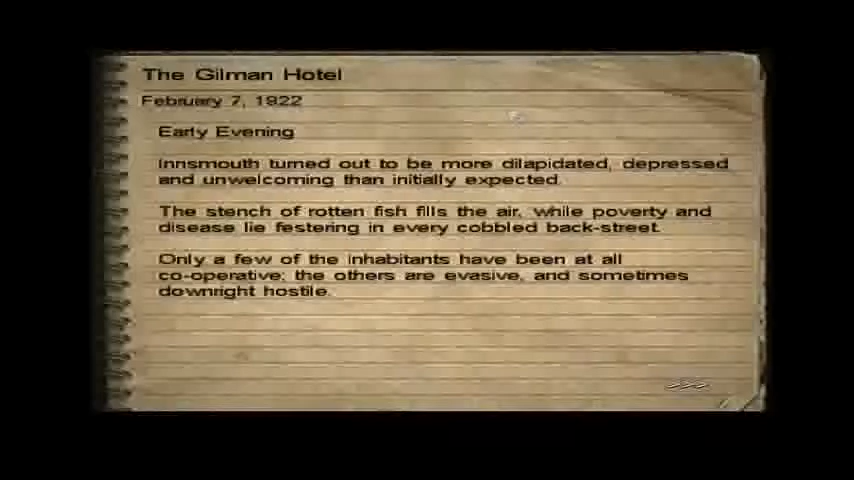 The Gilman Hotel
February 7, 1922
Early Evening
Innsmouth turned out to be more dilapidated, depressed
and unwelcoming than initially expected.
The stench of rotten fish fills the air, while poverty and
disease lie festering in every cobbled back-street.
Only a few of the inhabitants have been at all
co-operative; the others are evasive, and sometimes
downright hostile.